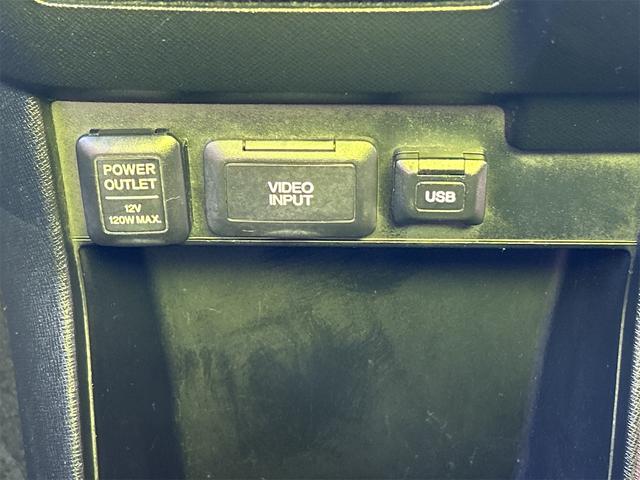 POWER
OUTLET
12V
120W MAX.
VIDEO
INPUT
USB